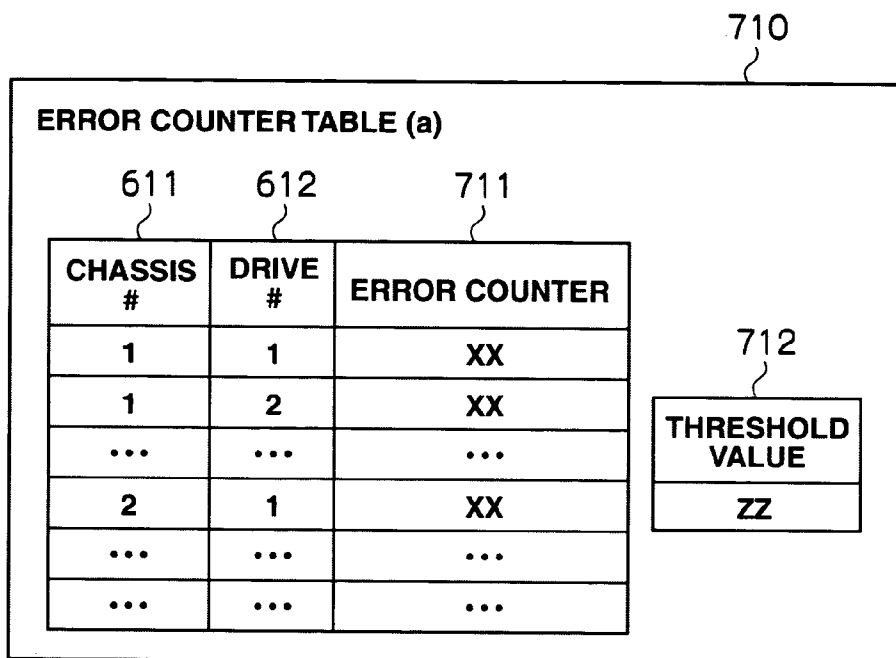 710
ERROR COUNTER TABLE (a)
611 612 711
CHASSIS # DRIVE # ERROR COUNTER
1 1 XX
1 2 XX
... ... ...
2 1 XX
... ... ...
... ... ...
712
THRESHOLD
VALUE
ZZ